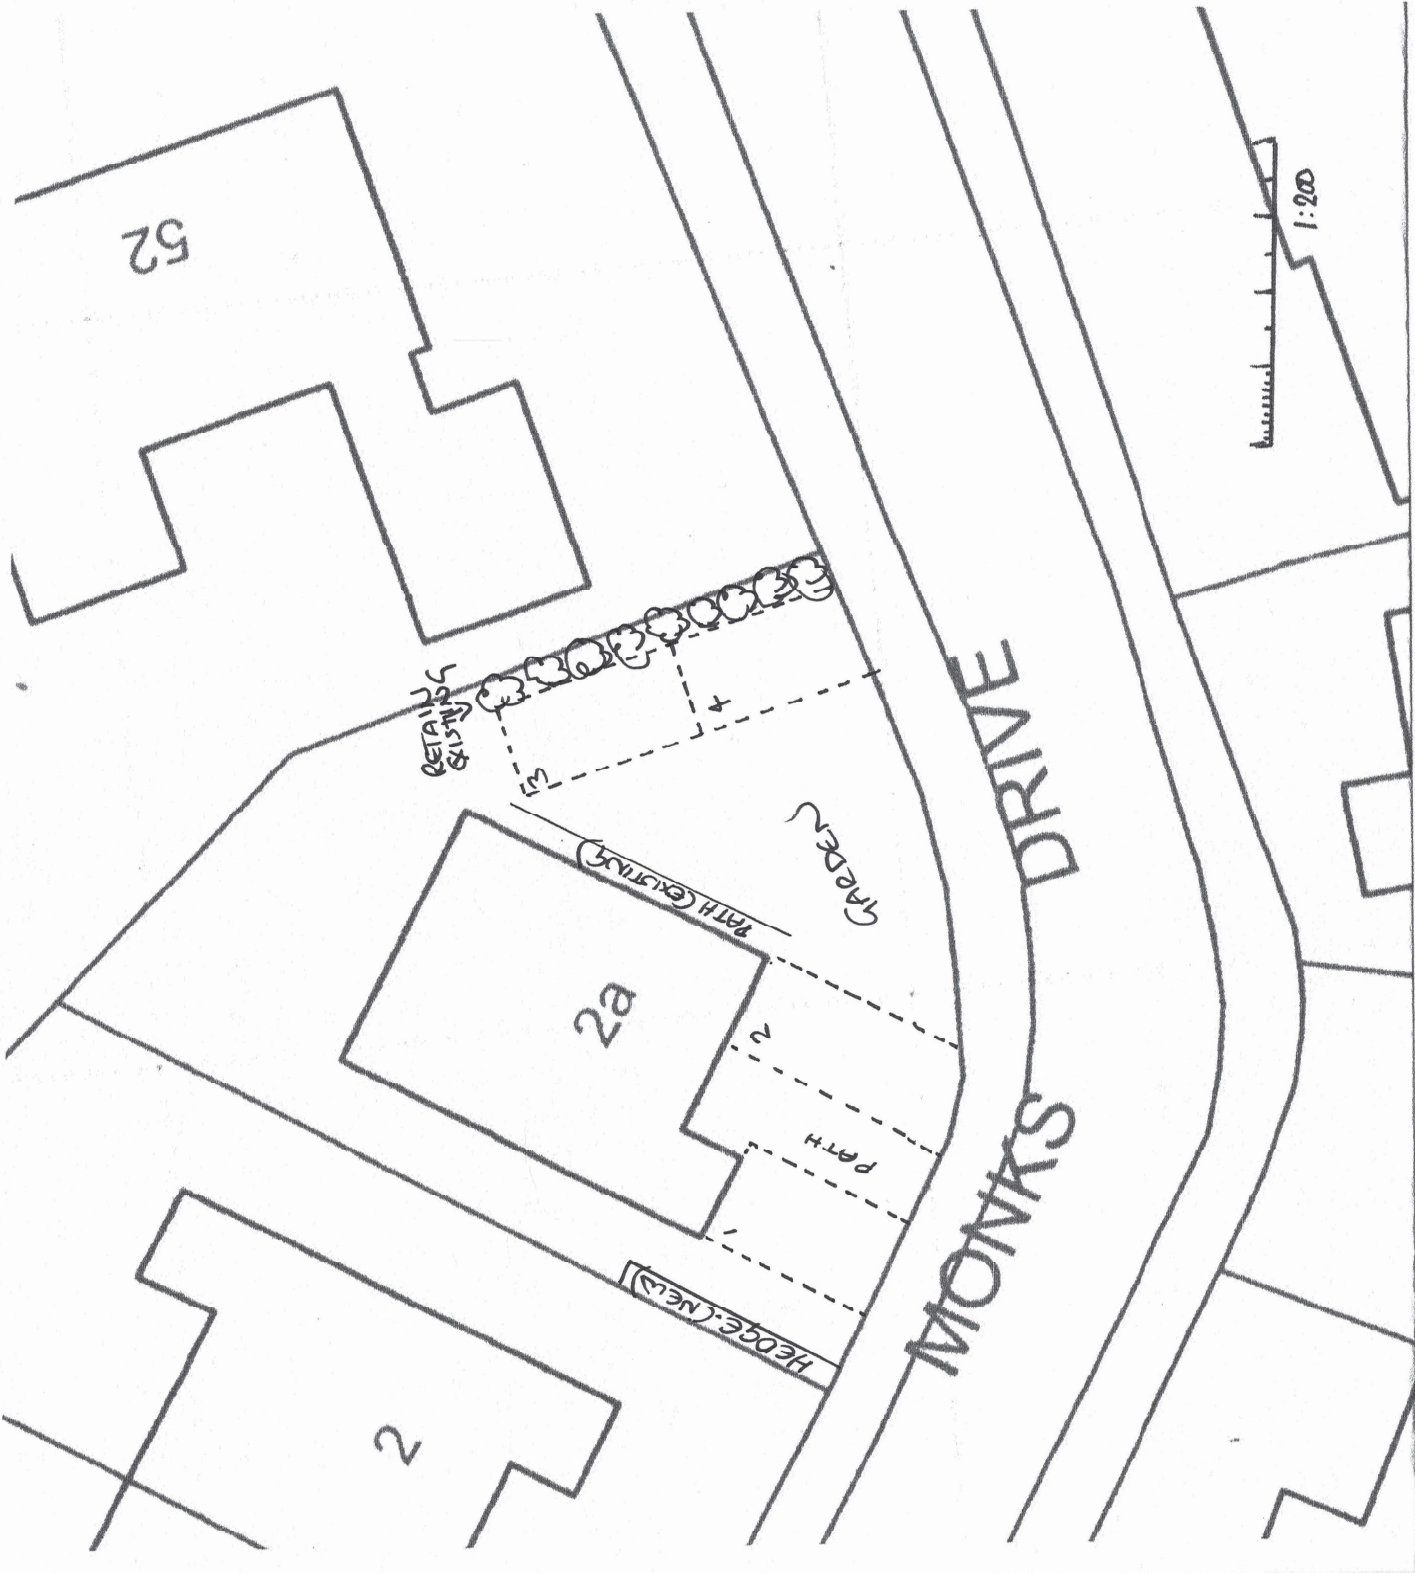 52
1:200
RETAIN
EXISTING
3
4
PATH (EXISTING)
GARDEN
2a
2
PATH
1
HEDGE. (NEW)
2
MONKS DRIVE